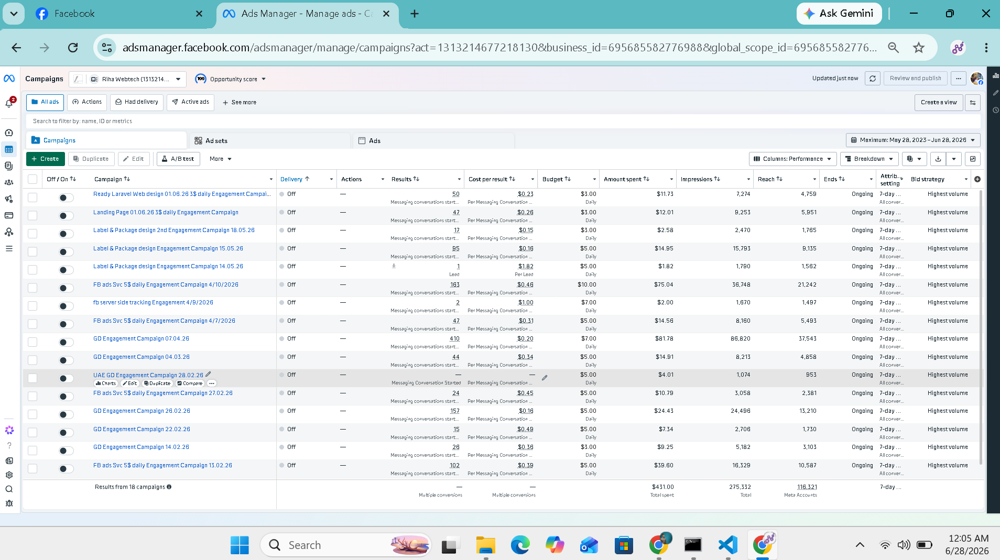 Facebook
Ads Manager - Manage ads - Ca
Ask Gemini
adsmanager.facebook.com/adsmanager/manage/campaigns?act=1313214677218130&business_id=695685582776988&global_scope_id=69568558277 6...
Campaigns
Riha Webtech (1313214...
100
Opportunity score
Updated just now
Review and publish
2
All ads
Actions
Had delivery
Active ads
+ See more
Create a view
Search to filter by: name, ID or metrics
Campaigns
Ad sets
Ads
Maximum: May 28, 2023 – Jun 28, 2026
+ Create
Duplicate
Edit
A/B test
More
Columns: Performance
Breakdown
Off / On Campaign Delivery Actions Results Cost per result Budget Amount spent Impressions Reach Ends Attrib. setting Bid strategy
Ready Laravel Web design 01.06.26 3$ daily Engagement Campai... Off — 50 $0.23 $3.00 $11.73 7,274 4,759 Ongoing 7-day ... Highest volume
Messaging conversations start... Per Messaging Conversation ... Daily All conver...
Landing Page 01.06.26 3$ daily Engagement Campaign Off — 47 $0.26 $3.00 $12.01 9,253 5,951 Ongoing 7-day ... Highest volume
Messaging conversations start... Per Messaging Conversation ... Daily All conver...
Label & Package design 2nd Engagement Campaign 18.05.26 Off — 17 $0.15 $3.00 $2.58 2,470 1,765 Ongoing 7-day ... Highest volume
Messaging conversations start... Per Messaging Conversation ... Daily All conver...
Label & Package design Engagement Campaign 15.05.26 Off — 95 $0.16 $5.00 $14.95 15,793 9,135 Ongoing 7-day ... Highest volume
Messaging conversations start... Per Messaging Conversation ... Daily All conver...
Label & Package design Engagement Campaign 14.05.26 Off — 1 $1.82 $5.00 $1.82 1,790 1,562 Ongoing 7-day ... Highest volume
Lead Per Lead Daily All conver...
FB ads Svc 5$ daily Engagement Campaign 4/10/2026 Off — 163 $0.46 $10.00 $75.04 36,748 21,242 Ongoing 7-day ... Highest volume
Messaging conversations start... Per Messaging Conversation ... Daily All conver...
fb server side tracking Engagement 4/9/2026 Off — 2 $1.00 $7.00 $2.00 1,670 1,497 Ongoing 7-day ... Highest volume
Messaging conversations start... Per Messaging Conversation ... Daily All conver...
FB ads Svc 5$ daily Engagement Campaign 4/7/2026 Off — 47 $0.31 $5.00 $14.56 8,160 5,493 Ongoing 7-day ... Highest volume
Messaging conversations start... Per Messaging Conversation ... Daily All conver...
GD Engagement Campaign 07.04.26 Off — 410 $0.20 $7.00 $81.78 86,820 37,543 Ongoing 7-day ... Highest volume
Messaging conversations start... Per Messaging Conversation ... Daily All conver...
GD Engagement Campaign 04.03.26 Off — 44 $0.34 $5.00 $14.91 8,213 4,858 Ongoing 7-day ... Highest volume
Messaging conversations start... Per Messaging Conversation ... Daily All conver...
UAE GD Engagement Campaign 28.02.26 Off — — — $5.00 $4.01 1,074 953 Ongoing 7-day ... Highest volume
Charts Edit Duplicate Compare ... Messaging Conversation Started Per Messaging Conversation ... Daily All conver...
FB ads Svc 5$ daily Engagement Campaign 27.02.26 Off — 24 $0.45 $5.00 $10.79 3,058 2,381 Ongoing 7-day ... Highest volume
Messaging conversations start... Per Messaging Conversation ... Daily All conver...
GD Engagement Campaign 26.02.26 Off — 157 $0.16 $5.00 $24.43 24,496 13,210 Ongoing 7-day ... Highest volume
Messaging conversations start... Per Messaging Conversation ... Daily All conver...
GD Engagement Campaign 22.02.26 Off — 15 $0.49 $5.00 $7.34 2,706 1,730 Ongoing 7-day ... Highest volume
Messaging conversations start... Per Messaging Conversation ... Daily All conver...
GD Engagement Campaign 14.02.26 Off — 26 $0.36 $3.00 $9.25 5,182 3,103 Ongoing 7-day ... Highest volume
Messaging conversations start... Per Messaging Conversation ... Daily All conver...
FB ads Svc 5$ daily Engagement Campaign 13.02.26 Off — 102 $0.39 $5.00 $39.60 16,329 10,587 Ongoing 7-day ... Highest volume
Messaging conversations start... Per Messaging Conversation ... Daily All conver...
Results from 18 campaigns — — $431.00 275,332 116,321 7-day ...
Multiple conversions Multiple conversions Total spent Total Meta Accounts
Search
12:05 AM
6/28/2026